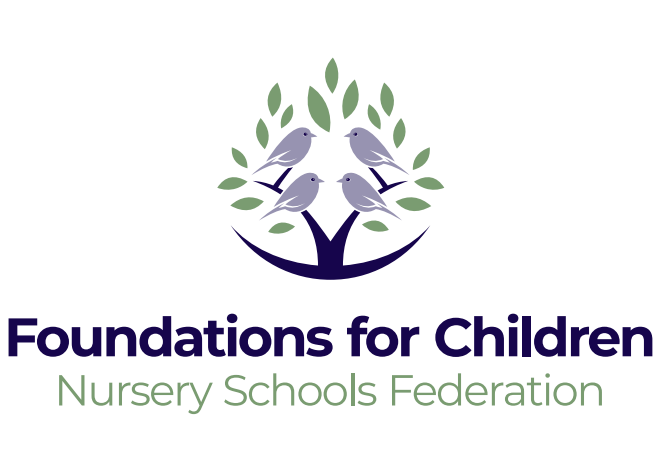 Foundations for Children
Nursery Schools Federation